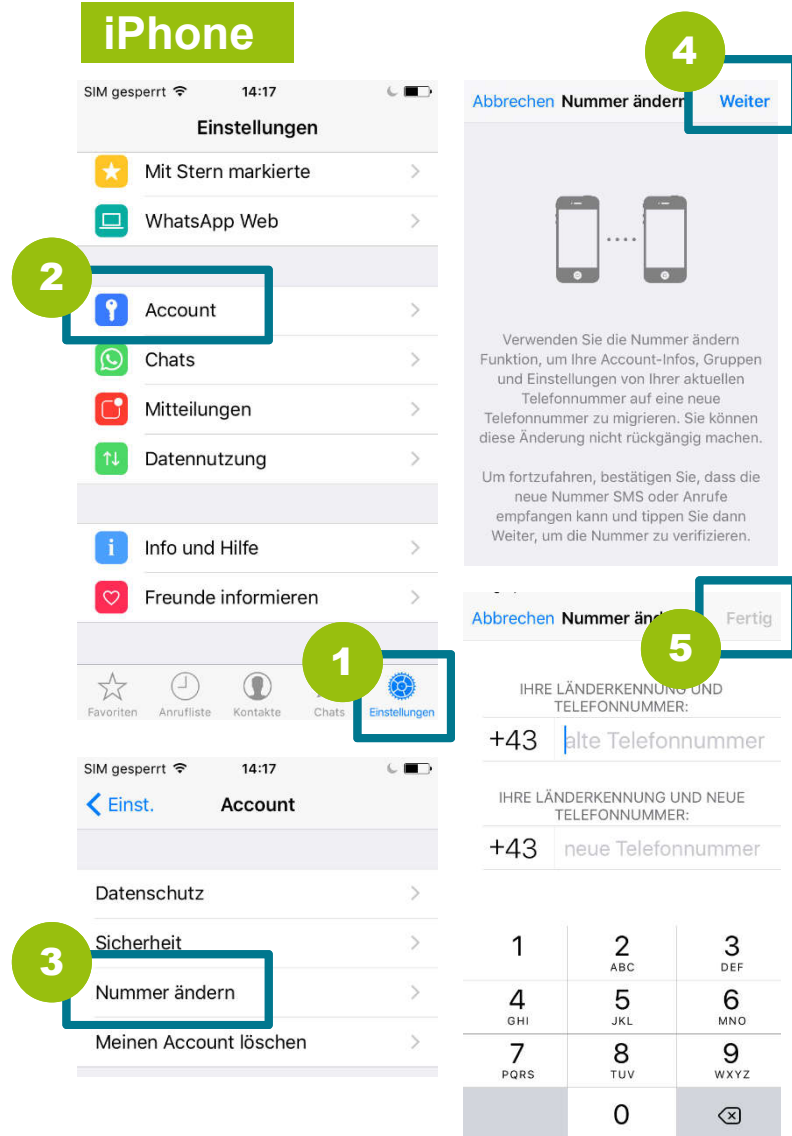 iPhone
SIM gesperrt 14:17
Einstellungen
Mit Stern markierte
WhatsApp Web
2
Account
Chats
Mitteilungen
Datennutzung
Info und Hilfe
Freunde informieren
1
Favoriten Anrufliste Kontakte Chats Einstellungen
SIM gesperrt 14:17
Einst. Account
Datenschutz
Sicherheit
3
Nummer ändern
Meinen Account löschen
4
Abbrechen Nummer ändern Weiter
Verwenden Sie die Nummer ändern
Funktion, um Ihre Account-Infos, Gruppen
und Einstellungen von Ihrer aktuellen
Telefonnummer auf eine neue
Telefonnummer zu migrieren. Sie können
diese Änderung nicht rückgängig machen.
Um fortzufahren, bestätigen Sie, dass die
neue Nummer SMS oder Anrufe
empfangen kann und tippen Sie dann
Weiter, um die Nummer zu verifizieren.
Abbrechen Nummer än Fertig
5
IHRE LÄNDERKENNUNG UND
TELEFONNUMMER:
+43 alte Telefonnummer
IHRE LÄNDERKENNUNG UND NEUE
TELEFONNUMMER:
+43 neue Telefonnummer
1 2 3
ABC DEF
4 5 6
GHI JKL MNO
7 8 9
PQRS TUV WXYZ
0